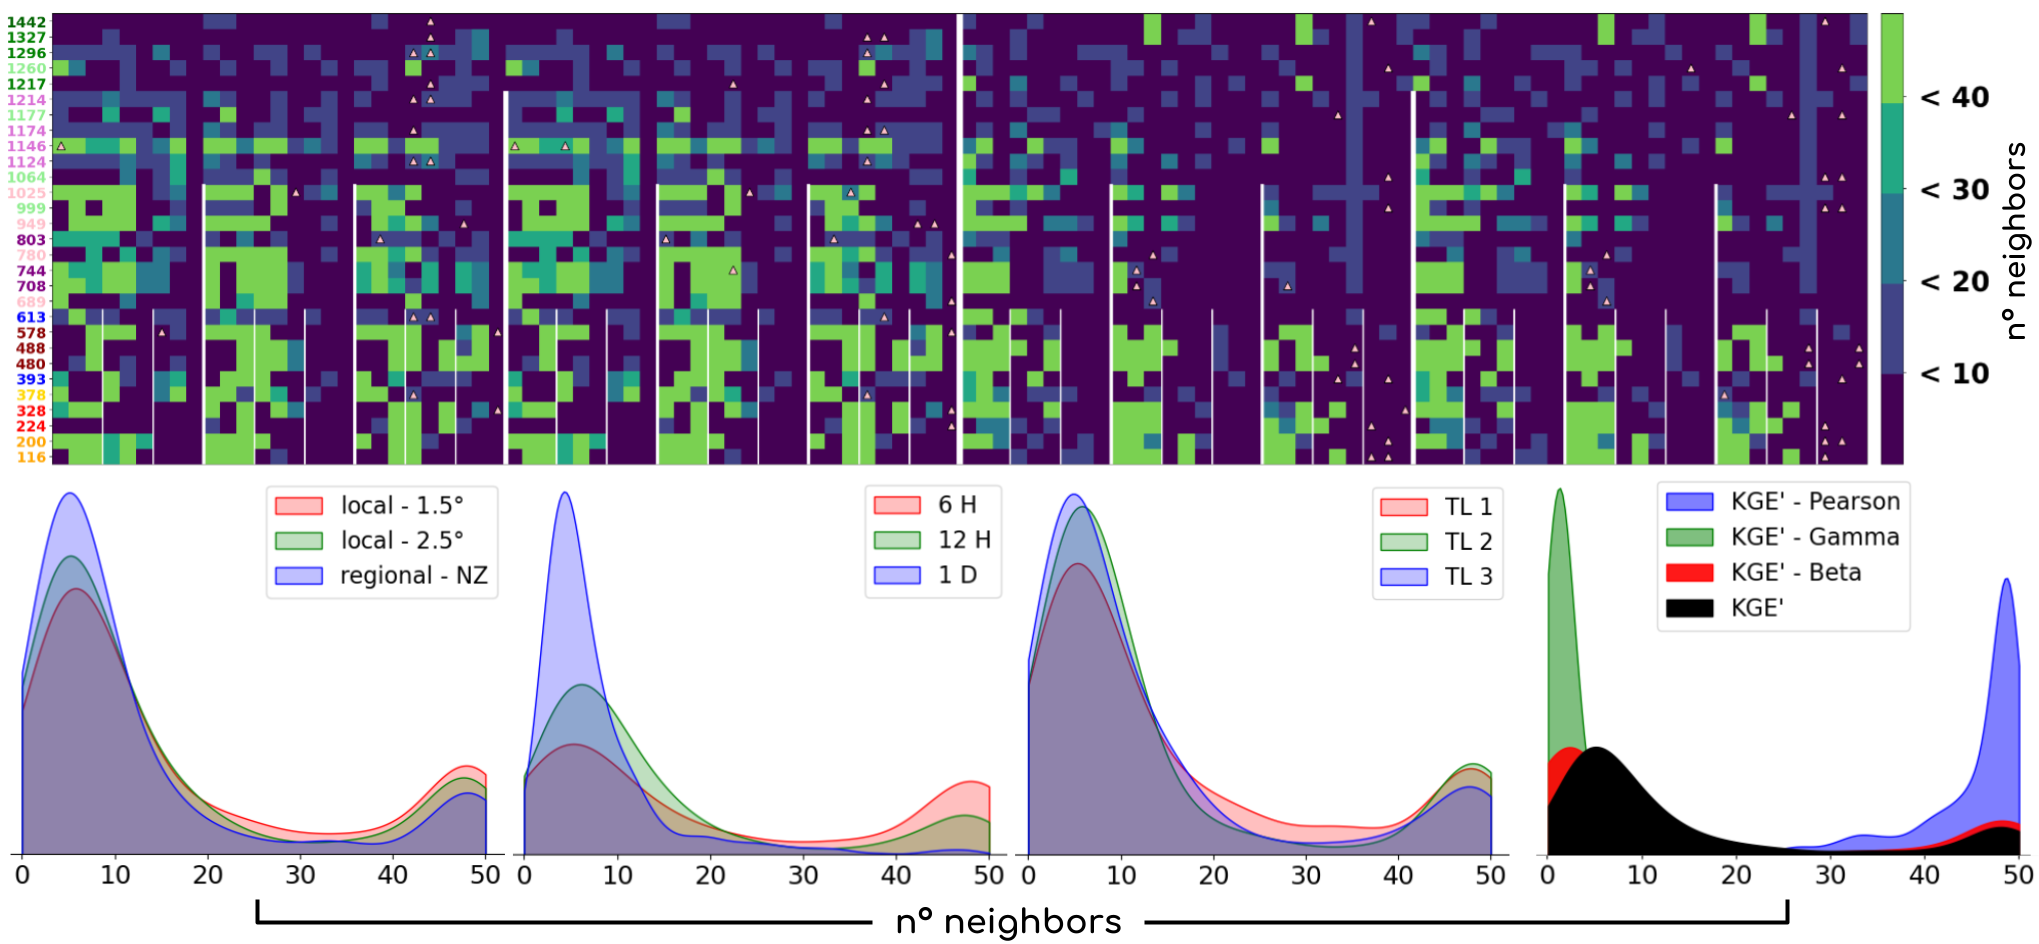 1442
1327
1296
1260
1217
1214
1177
1174
1146
1124
1064
1025
999
949
803
780
744
708
689
613
578
488
480
393
378
328
224
200
116
< 40
< 30
< 20
< 10
n° neighbors
local - 1.5°
local - 2.5°
regional - NZ
6 H
12 H
1 D
TL 1
TL 2
TL 3
KGE' - Pearson
KGE' - Gamma
KGE' - Beta
KGE'
0 10 20 30 40 50
0 10 20 30 40 50
0 10 20 30 40 50
0 10 20 30 40 50
n° neighbors